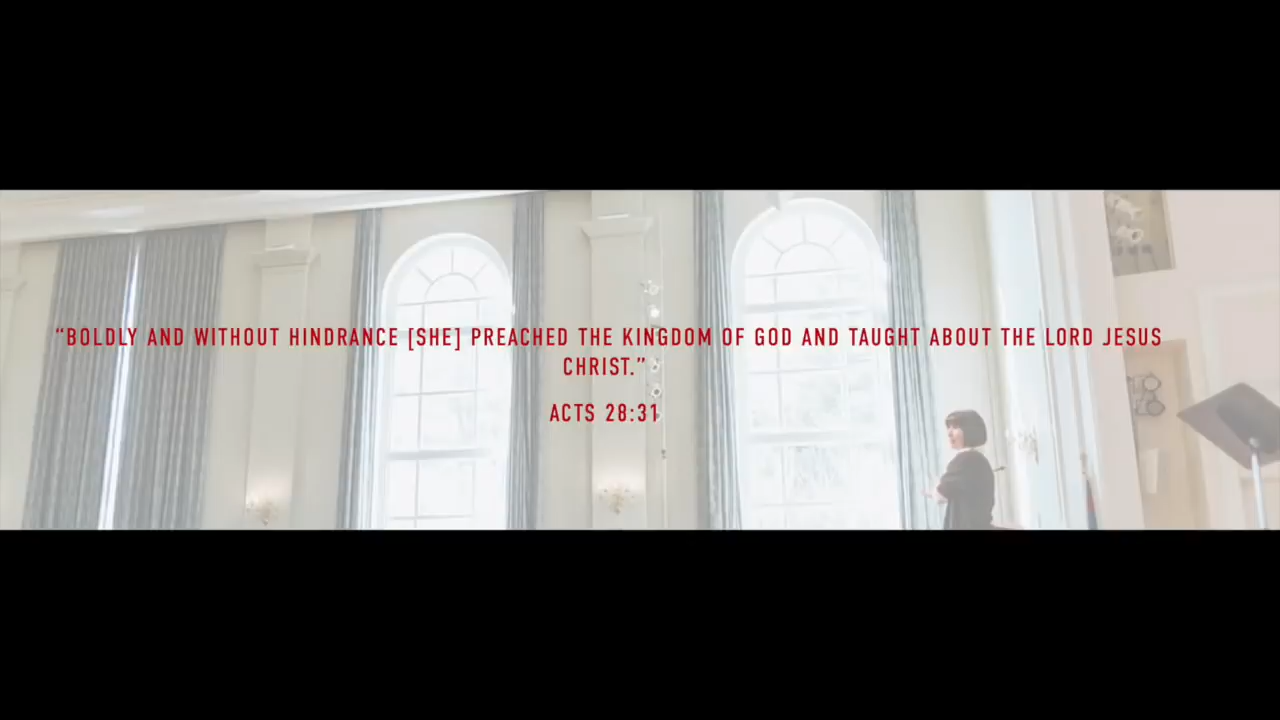 “BOLDLY AND WITHOUT HINDRANCE [SHE] PREACHED THE KINGDOM OF GOD AND TAUGHT ABOUT THE LORD JESUS
CHRIST.”
ACTS 28:31